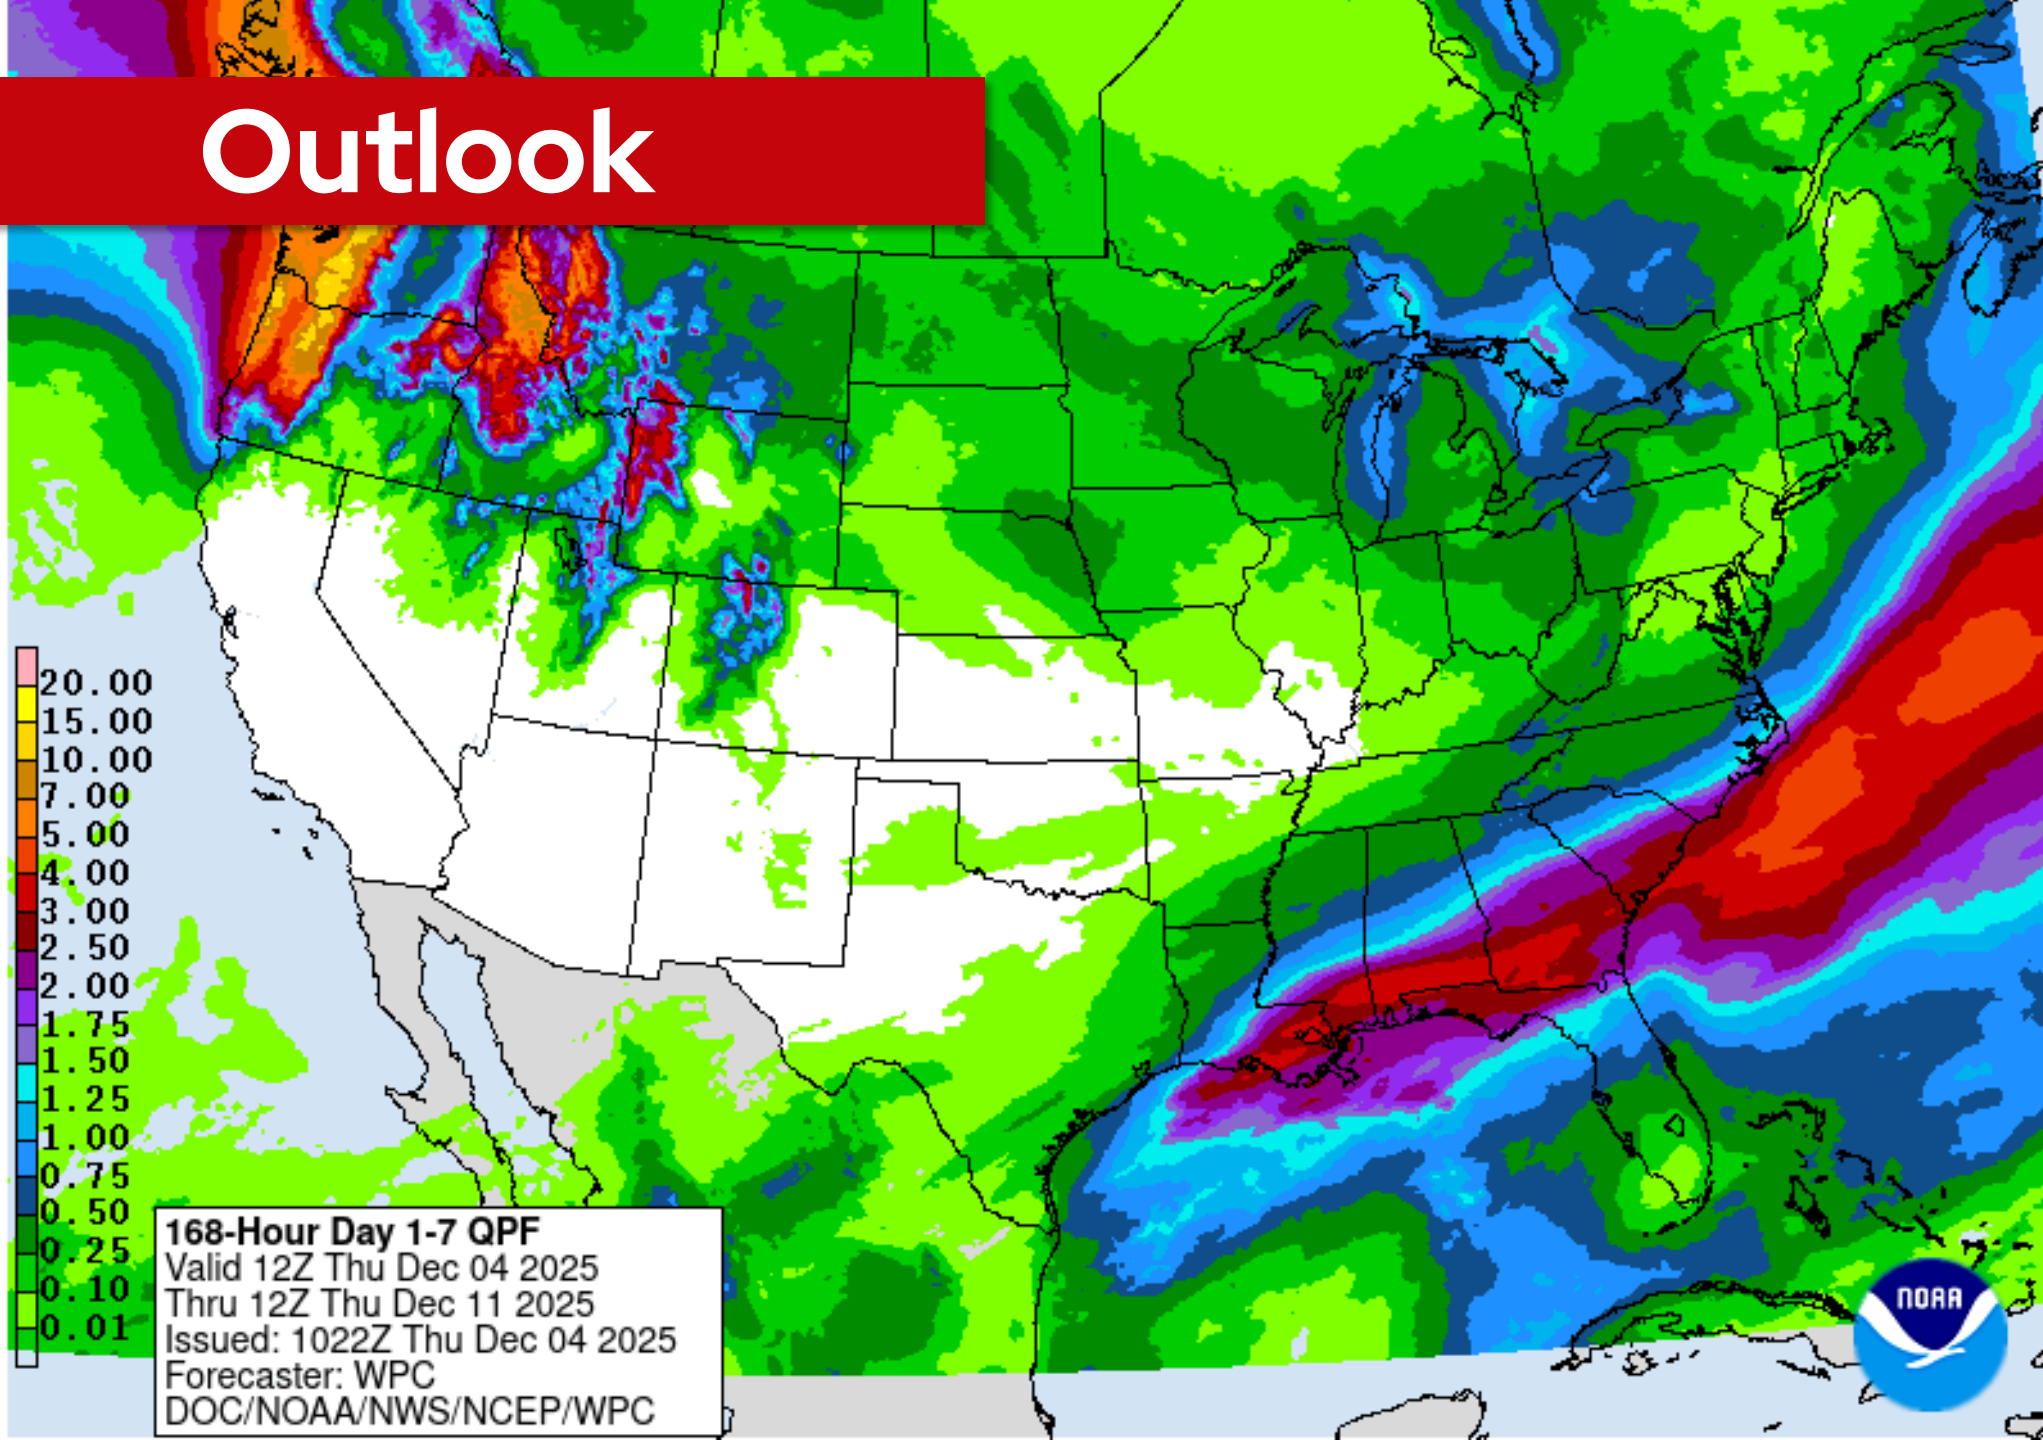 Outlook
20.00
15.00
10.00
7.00
5.00
4.00
3.00
2.50
2.00
1.75
1.50
1.25
1.00
0.75
0.50
0.25
0.10
0.01
168-Hour Day 1-7 QPF
Valid 12Z Thu Dec 04 2025
Thru 12Z Thu Dec 11 2025
Issued: 1022Z Thu Dec 04 2025
Forecaster: WPC
DOC/NOAA/NWS/NCEP/WPC
NOAA